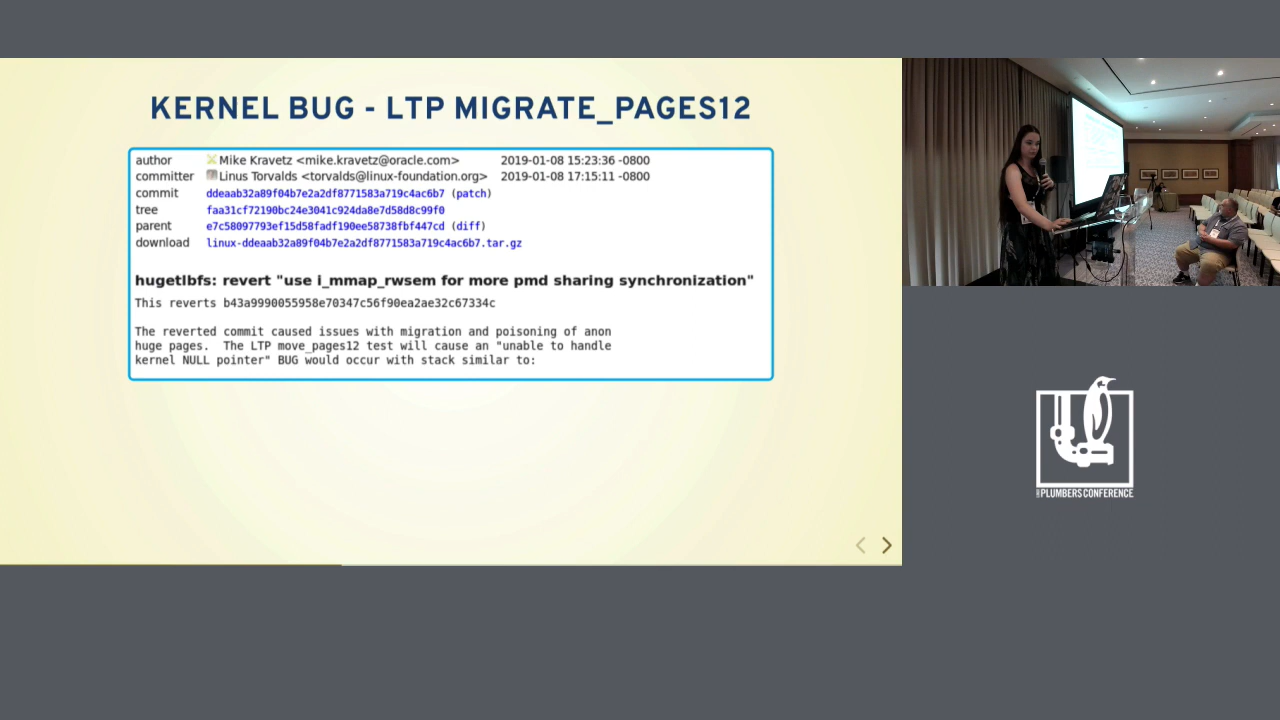 KERNEL BUG - LTP MIGRATE_PAGES12
author Mike Kravetz <mike.kravetz@oracle.com> 2019-01-08 15:23:36 -0800
committer Linus Torvalds <torvalds@linux-foundation.org> 2019-01-08 17:15:11 -0800
commit ddeaab32a89f04b7e2a2df8771583a719c4ac6b7 (patch)
tree faa31cf72190bc24e3041c924da8e7d58d8c99f0
parent e7c58097793ef15d58fadf190ee58738fbf447cd (diff)
download linux-ddeaab32a89f04b7e2a2df8771583a719c4ac6b7.tar.gz
hugetlbfs: revert "use i_mmap_rwsem for more pmd sharing synchronization"
This reverts b43a9990055958e70347c56f90ea2ae32c67334c
The reverted commit caused issues with migration and poisoning of anon
huge pages. The LTP move_pages12 test will cause an "unable to handle
kernel NULL pointer" BUG would occur with stack similar to:
PLUMBERS CONFERENCE